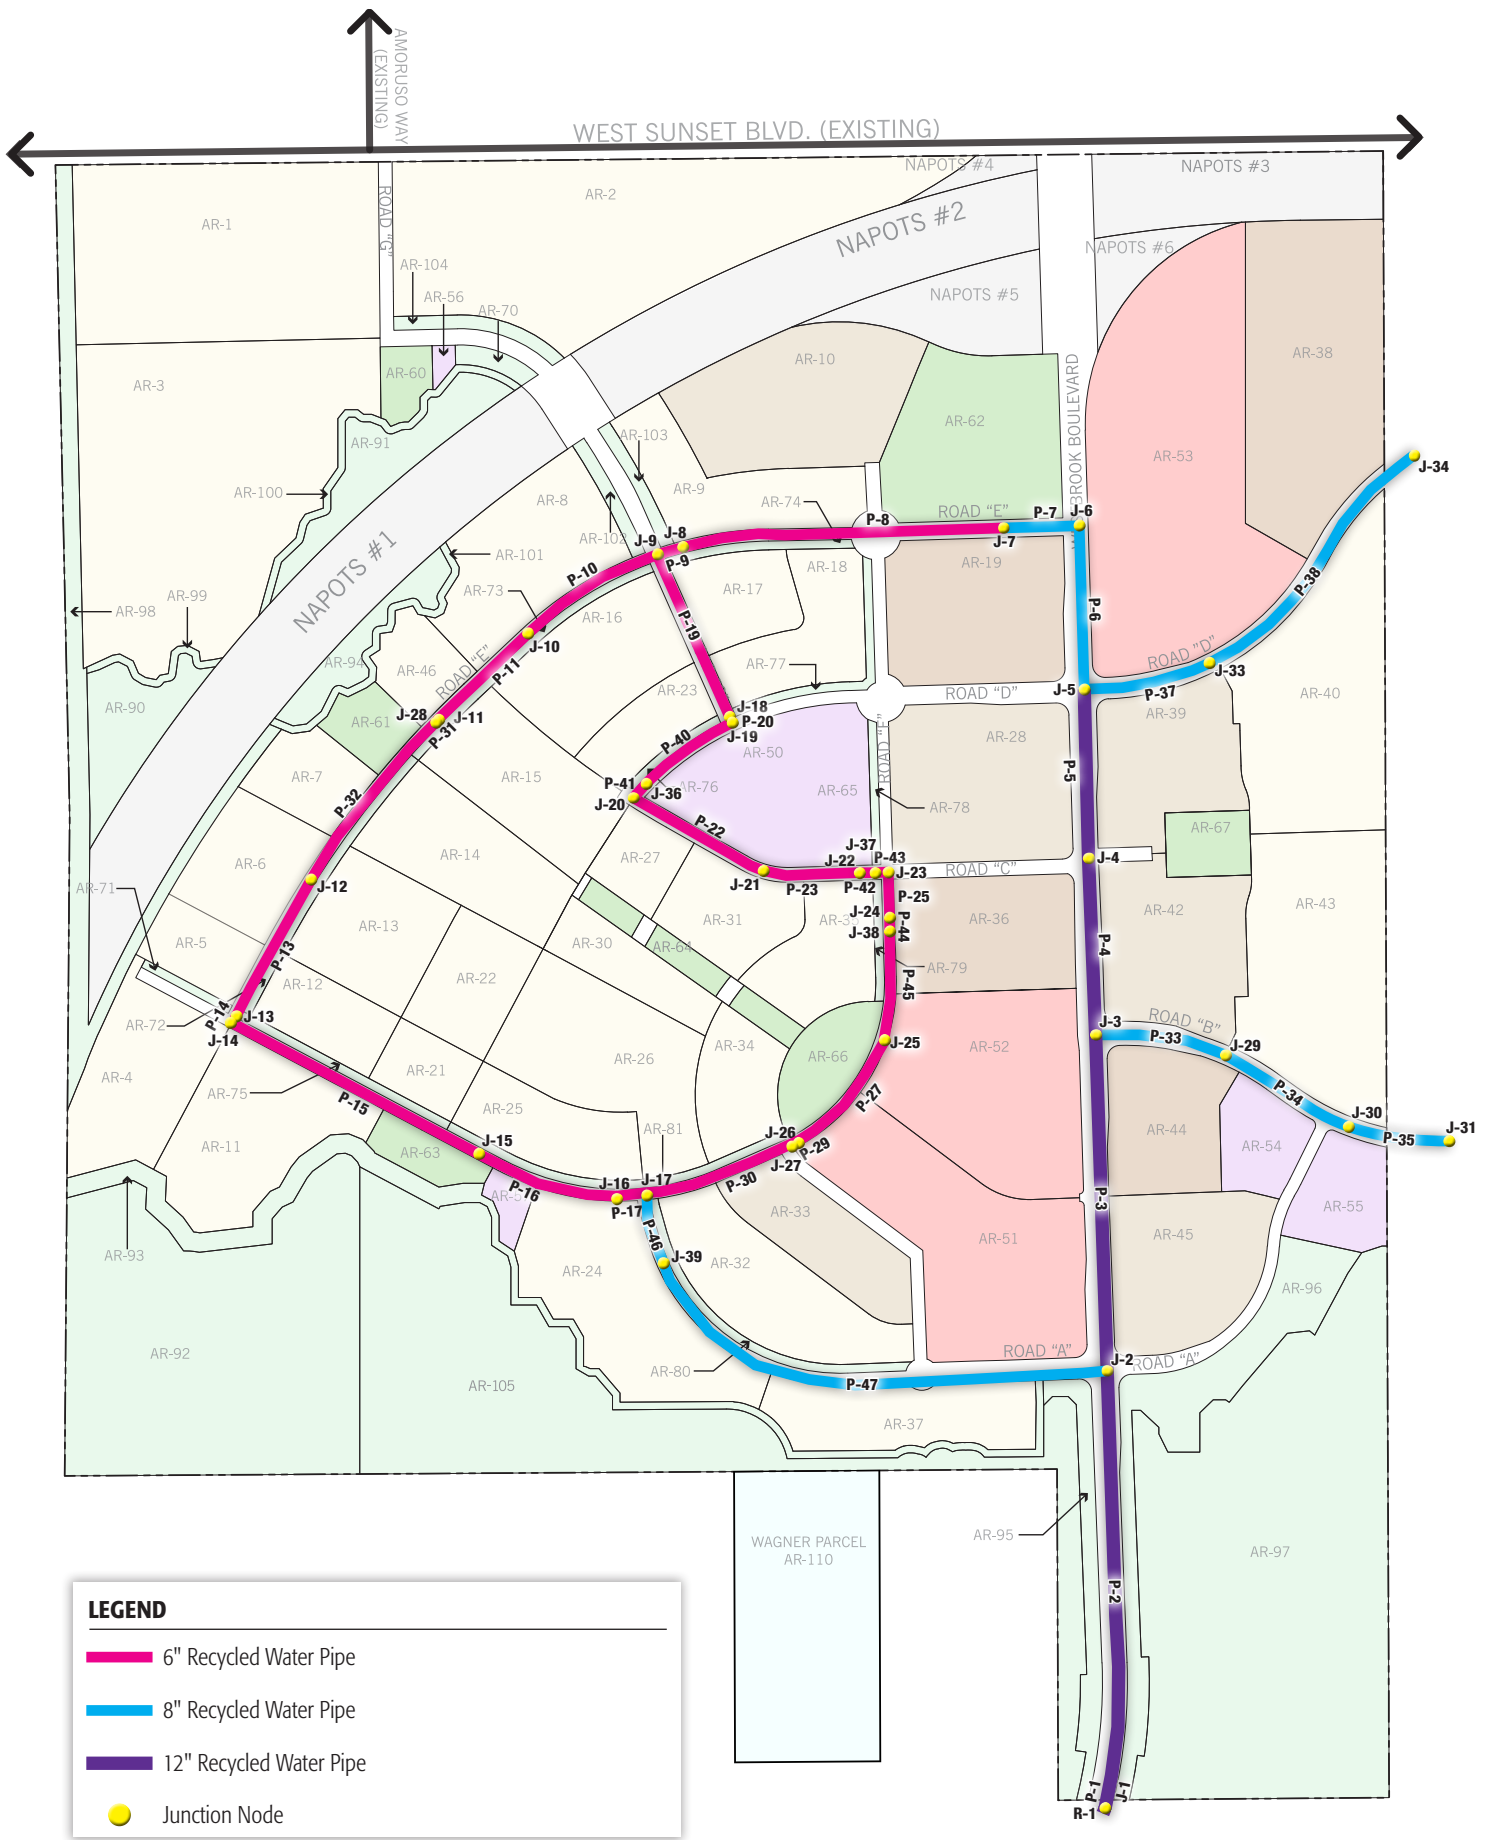 AMORUSO WAY
(EXISTING)
WEST SUNSET BLVD. (EXISTING)
NAPOTS #4
NAPOTS #3
AR-2
AR-1
ROAD "G"
NAPOTS #2
NAPOTS #6
AR-104
AR-56
AR-70
NAPOTS #5
AR-38
AR-10
AR-60
AR-3
BROOK BOULEVARD
AR-62
AR-103
AR-91
AR-53
J-34
AR-9
AR-100
AR-8
AR-74
ROAD "E"
P-8
P-7
J-6
J-7
AR-102
J-9
J-8
P-9
AR-101
NAPOTS #1
AR-18
AR-19
P-10
P-38
AR-73
AR-17
AR-99
AR-98
P-6
AR-16
P-19
J-10
ROAD "D"
AR-94
AR-46
ROAD "E"
P-11
AR-77
J-33
AR-23
J-5
ROAD "D"
P-37
AR-40
AR-90
AR-61
J-28
J-11
P-31
J-18
P-20
J-19
AR-39
AR-28
P-40
AR-50
ROAD "F"
AR-7
AR-15
P-41
J-36
J-20
AR-76
AR-65
P-5
P-32
AR-78
P-22
AR-67
AR-6
AR-14
AR-27
J-37
J-22
P-43
J-4
J-21
P-23
P-42
J-23
ROAD "C"
AR-71
J-12
P-25
AR-43
AR-42
AR-13
AR-31
AR-35
J-24
P-44
AR-36
J-38
AR-5
P-13
AR-30
AR-64
P-4
AR-12
AR-22
AR-79
P-45
AR-72
P-14
J-13
J-14
J-3
ROAD "B"
P-33
J-29
AR-34
AR-66
J-25
AR-52
AR-4
AR-21
AR-26
AR-75
P-15
AR-25
P-27
P-34
J-30
AR-11
AR-81
J-26
P-29
J-27
AR-44
AR-54
P-35
J-31
AR-63
J-15
P-16
AR-5
J-16
J-17
P-17
P-30
P-3
AR-33
AR-55
P-46
AR-51
AR-45
AR-93
J-39
AR-32
AR-24
AR-96
AR-92
AR-80
ROAD "A"
J-2
ROAD "A"
AR-105
P-47
AR-37
WAGNER PARCEL
AR-110
AR-95
AR-97
P-2
LEGEND
6" Recycled Water Pipe
8" Recycled Water Pipe
12" Recycled Water Pipe
Junction Node
P-1
J-1
R-1